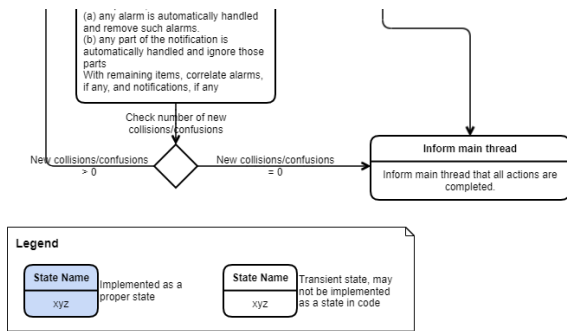 (a) any alarm is automatically handled
and remove such alarms.
(b) any part of the notification is
automatically handled and ignore those
parts
With remaining items, correlate alarms,
if any, and notifications, if any
Check number of new
collisions/confusions
New collisions/confusions
> 0
New collisions/confusions
= 0
Inform main thread
Inform main thread that all actions are
completed.
Legend
State Name
xyz
Implemented as a
proper state
State Name
xyz
Transient state, may
not be implemented
as a state in code